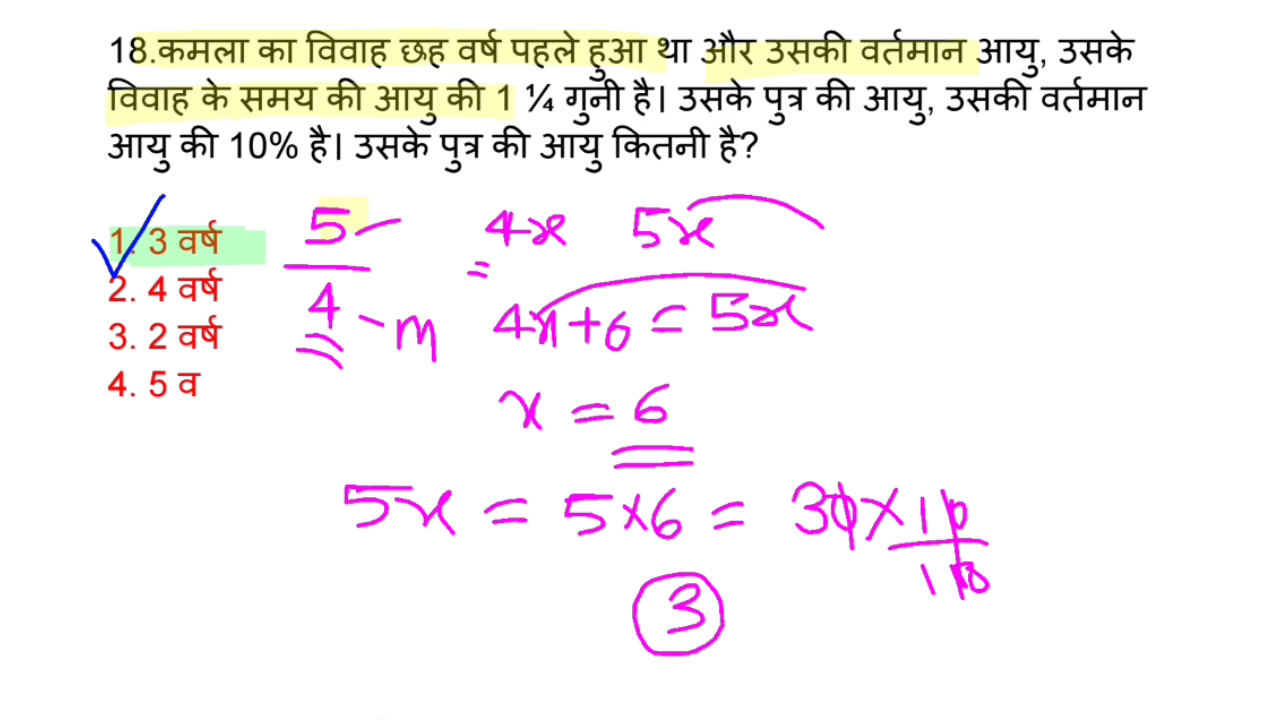 18.कमला का विवाह छह वर्ष पहले हुआ था और उसकी वर्तमान आयु, उसके
विवाह के समय की आयु की 1 ¼ गुनी है। उसके पुत्र की आयु, उसकी वर्तमान
आयु की 10% है। उसके पुत्र की आयु कितनी है?
1. 3 वर्ष
2. 4 वर्ष
3. 2 वर्ष
4. 5 व
5
4 - m
4x 5x
=
4x+6 = 5x
x = 6
5x = 5×6 = 30 × 10
10
3